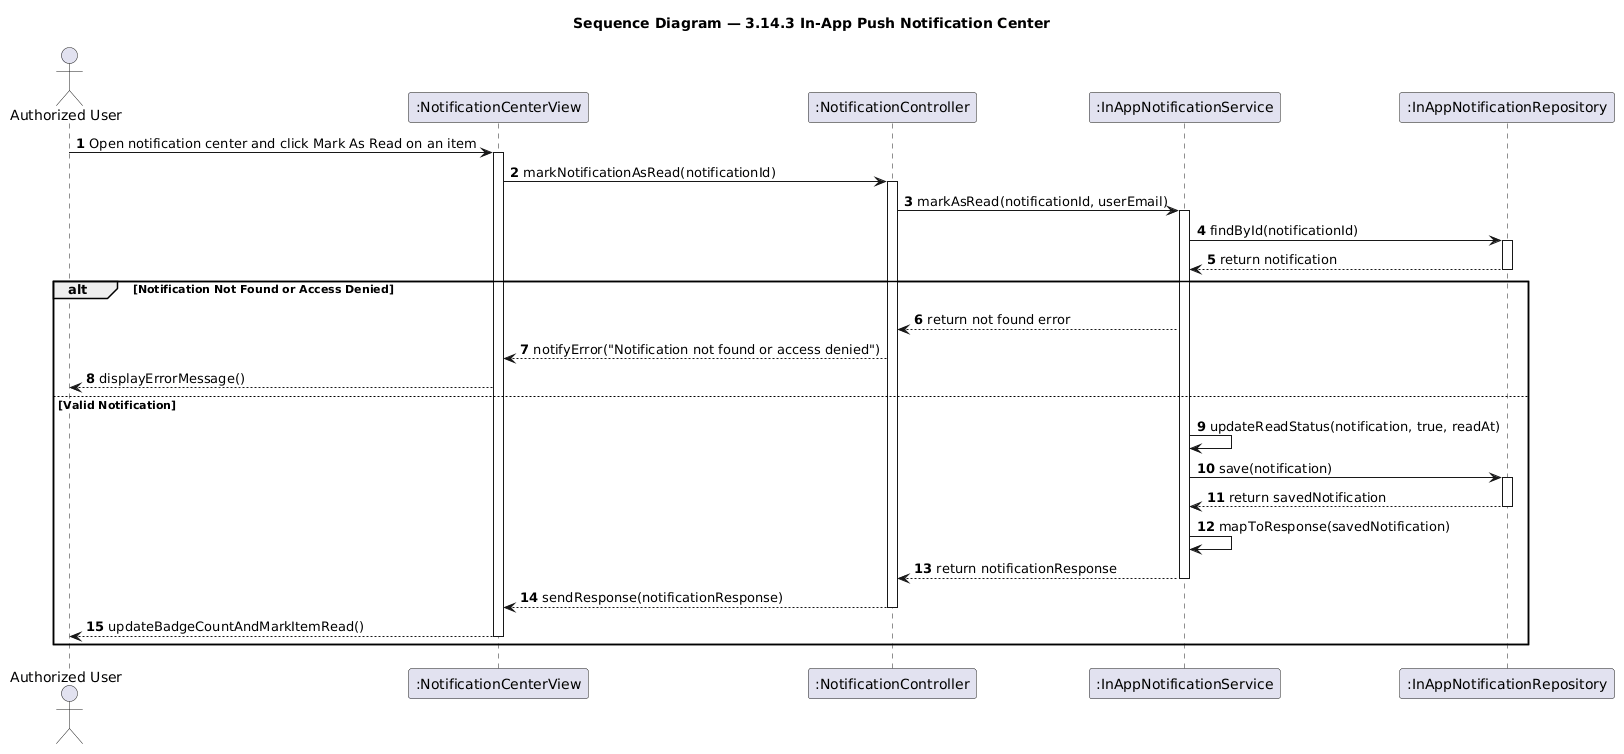 Sequence Diagram — 3.14.3 In-App Push Notification Center
Authorized User
:NotificationCenterView
:NotificationController
:InAppNotificationService
:InAppNotificationRepository
1 Open notification center and click Mark As Read on an item
2 markNotificationAsRead(notificationId)
3 markAsRead(notificationId, userEmail)
4 findById(notificationId)
5 return notification
alt [Notification Not Found or Access Denied]
6 return not found error
7 notifyError("Notification not found or access denied")
8 displayErrorMessage()
[Valid Notification]
9 updateReadStatus(notification, true, readAt)
10 save(notification)
11 return savedNotification
12 mapToResponse(savedNotification)
13 return notificationResponse
14 sendResponse(notificationResponse)
15 updateBadgeCountAndMarkItemRead()
Authorized User
:NotificationCenterView
:NotificationController
:InAppNotificationService
:InAppNotificationRepository